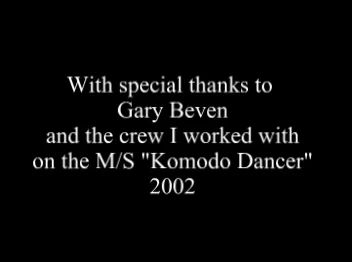 With special thanks to
Gary Beven
and the crew I worked with
on the M/S "Komodo Dancer"
2002